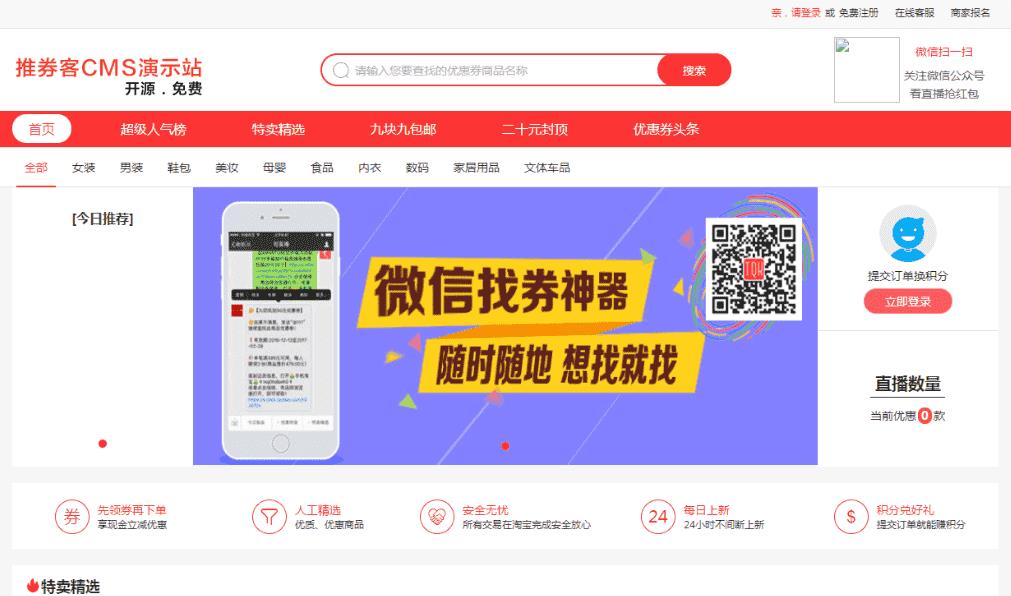 亲，请登录 或 免费注册 在线客服 商家报名
推券客CMS演示站
开源．免费
请输入您要查找的优惠券商品名称 搜索
微信扫一扫
关注微信公众号
看直播抢红包
首页 超级人气榜 特卖精选 九块九包邮 二十元封顶 优惠券头条
全部 女装 男装 鞋包 美妆 母婴 食品 内衣 数码 家居用品 文体车品
[今日推荐]
微信找券神器
随时随地 想找就找
TQK
提交订单换积分
立即登录
直播数量
当前优惠0款
券 先领券再下单
享现金立减优惠
人工精选
优质、优惠商品
安全无忧
所有交易在淘宝完成安全放心
24 每日上新
24小时不间断上新
$ 积分兑好礼
提交订单就能赚积分
特卖精选